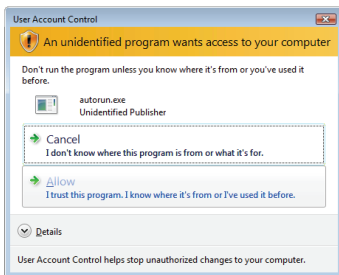 User Account Control
An unidentified program wants access to your computer
Don't run the program unless you know where it's from or you've used it
before.
autorun.exe
Unidentified Publisher
Cancel
I don't know where this program is from or what it's for.
Allow
I trust this program. I know where it's from or I've used it before.
Details
User Account Control helps stop unauthorized changes to your computer.